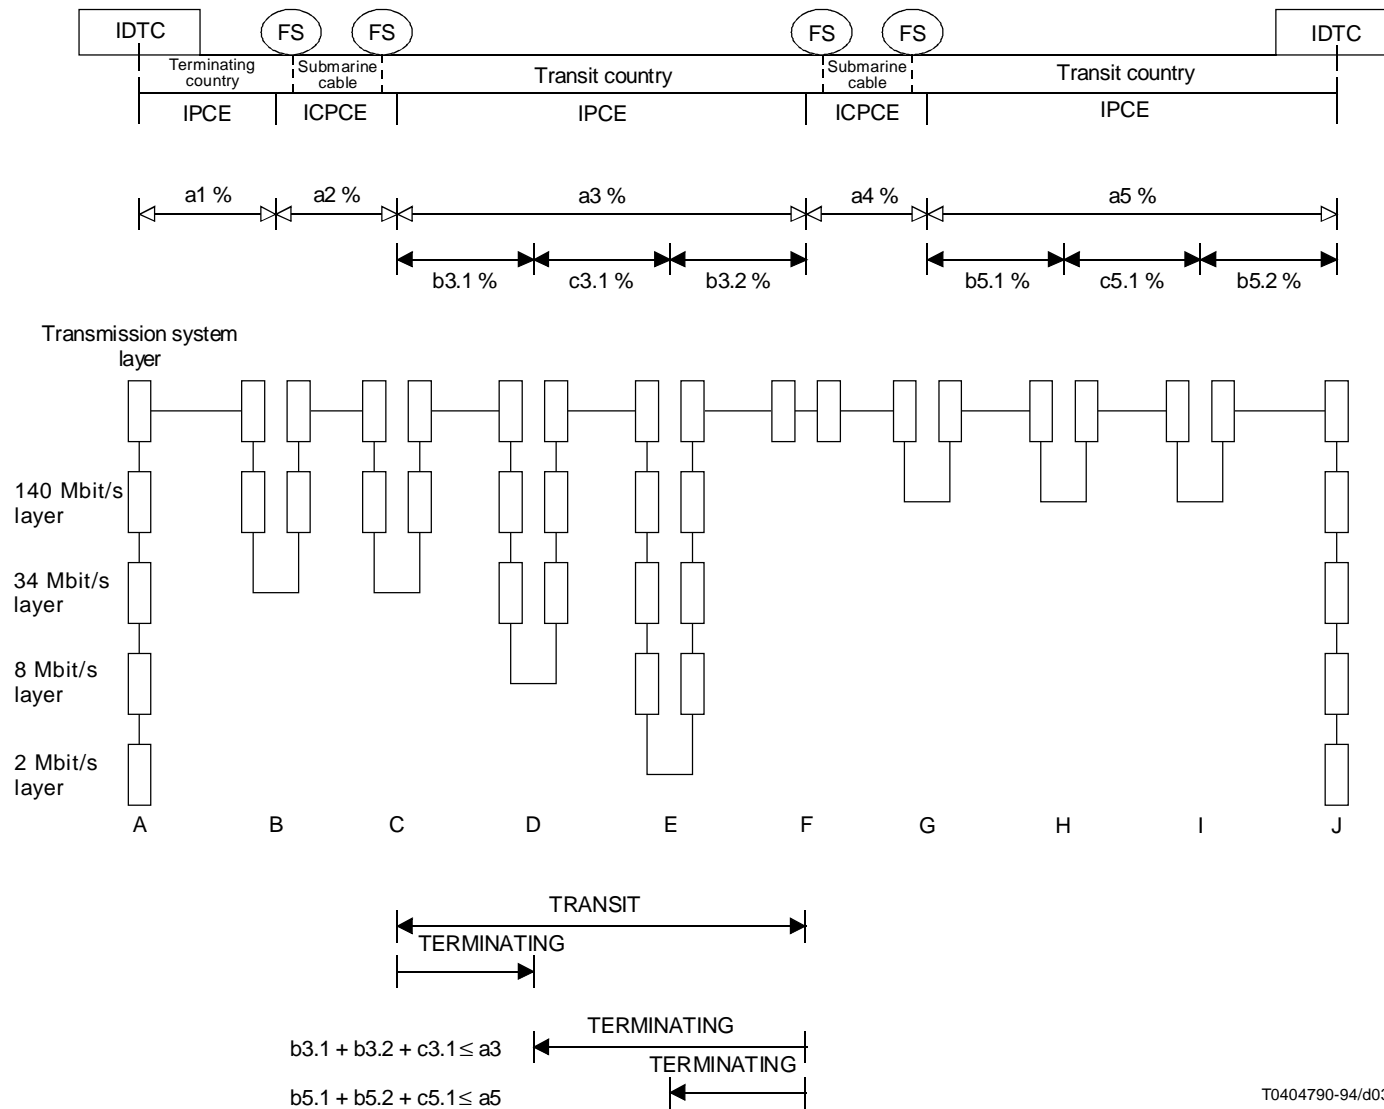 IDTC FS FS FS FS IDTC
Terminating
country
Submarine
cable
Transit country
Submarine
cable
Transit country
IPCE ICPCE IPCE ICPCE IPCE
a1 % a2 % a3 % a4 % a5 %
b3.1 % c3.1 % b3.2 % b5.1 % c5.1 % b5.2 %
Transmission system
layer
140 Mbit/s
layer
34 Mbit/s
layer
8 Mbit/s
layer
2 Mbit/s
layer
A B C D E F G H I J
TRANSIT
TERMINATING
TERMINATING
b3.1 + b3.2 + c3.1 ≤ a3
TERMINATING
b5.1 + b5.2 + c5.1 ≤ a5
T0404790-94/d03